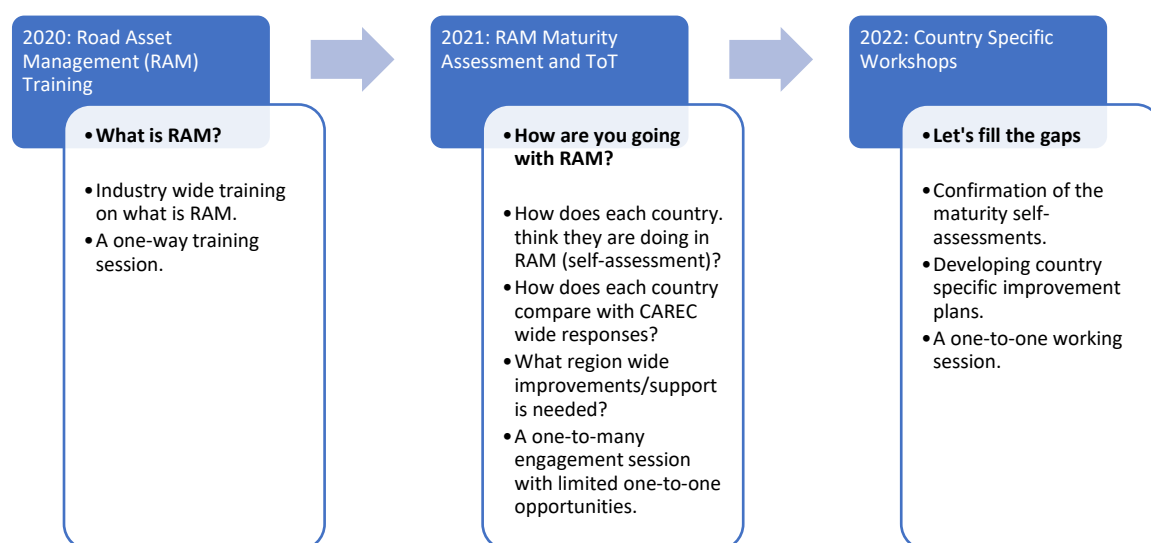 2020: Road Asset
Management (RAM)
Training
•What is RAM?
•Industry wide training
on what is RAM.
•A one-way training
session.
2021: RAM Maturity
Assessment and ToT
•How are you going
with RAM?
•How does each country.
think they are doing in
RAM (self-assessment)?
•How does each country
compare with CAREC
wide responses?
•What region wide
improvements/support
is needed?
•A one-to-many
engagement session
with limited one-to-one
opportunities.
2022: Country Specific
Workshops
•Let's fill the gaps
•Confirmation of the
maturity self-
assessments.
•Developing country
specific improvement
plans.
•A one-to-one working
session.